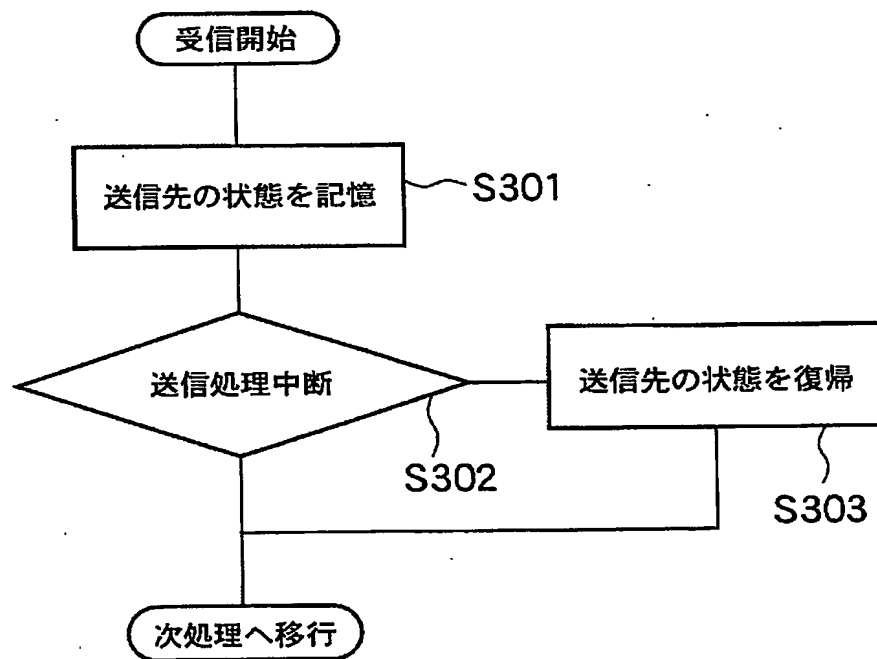 受信開始
送信先の状態を記憶
S301
送信処理中断
送信先の状態を復帰
S302
S303
次処理へ移行